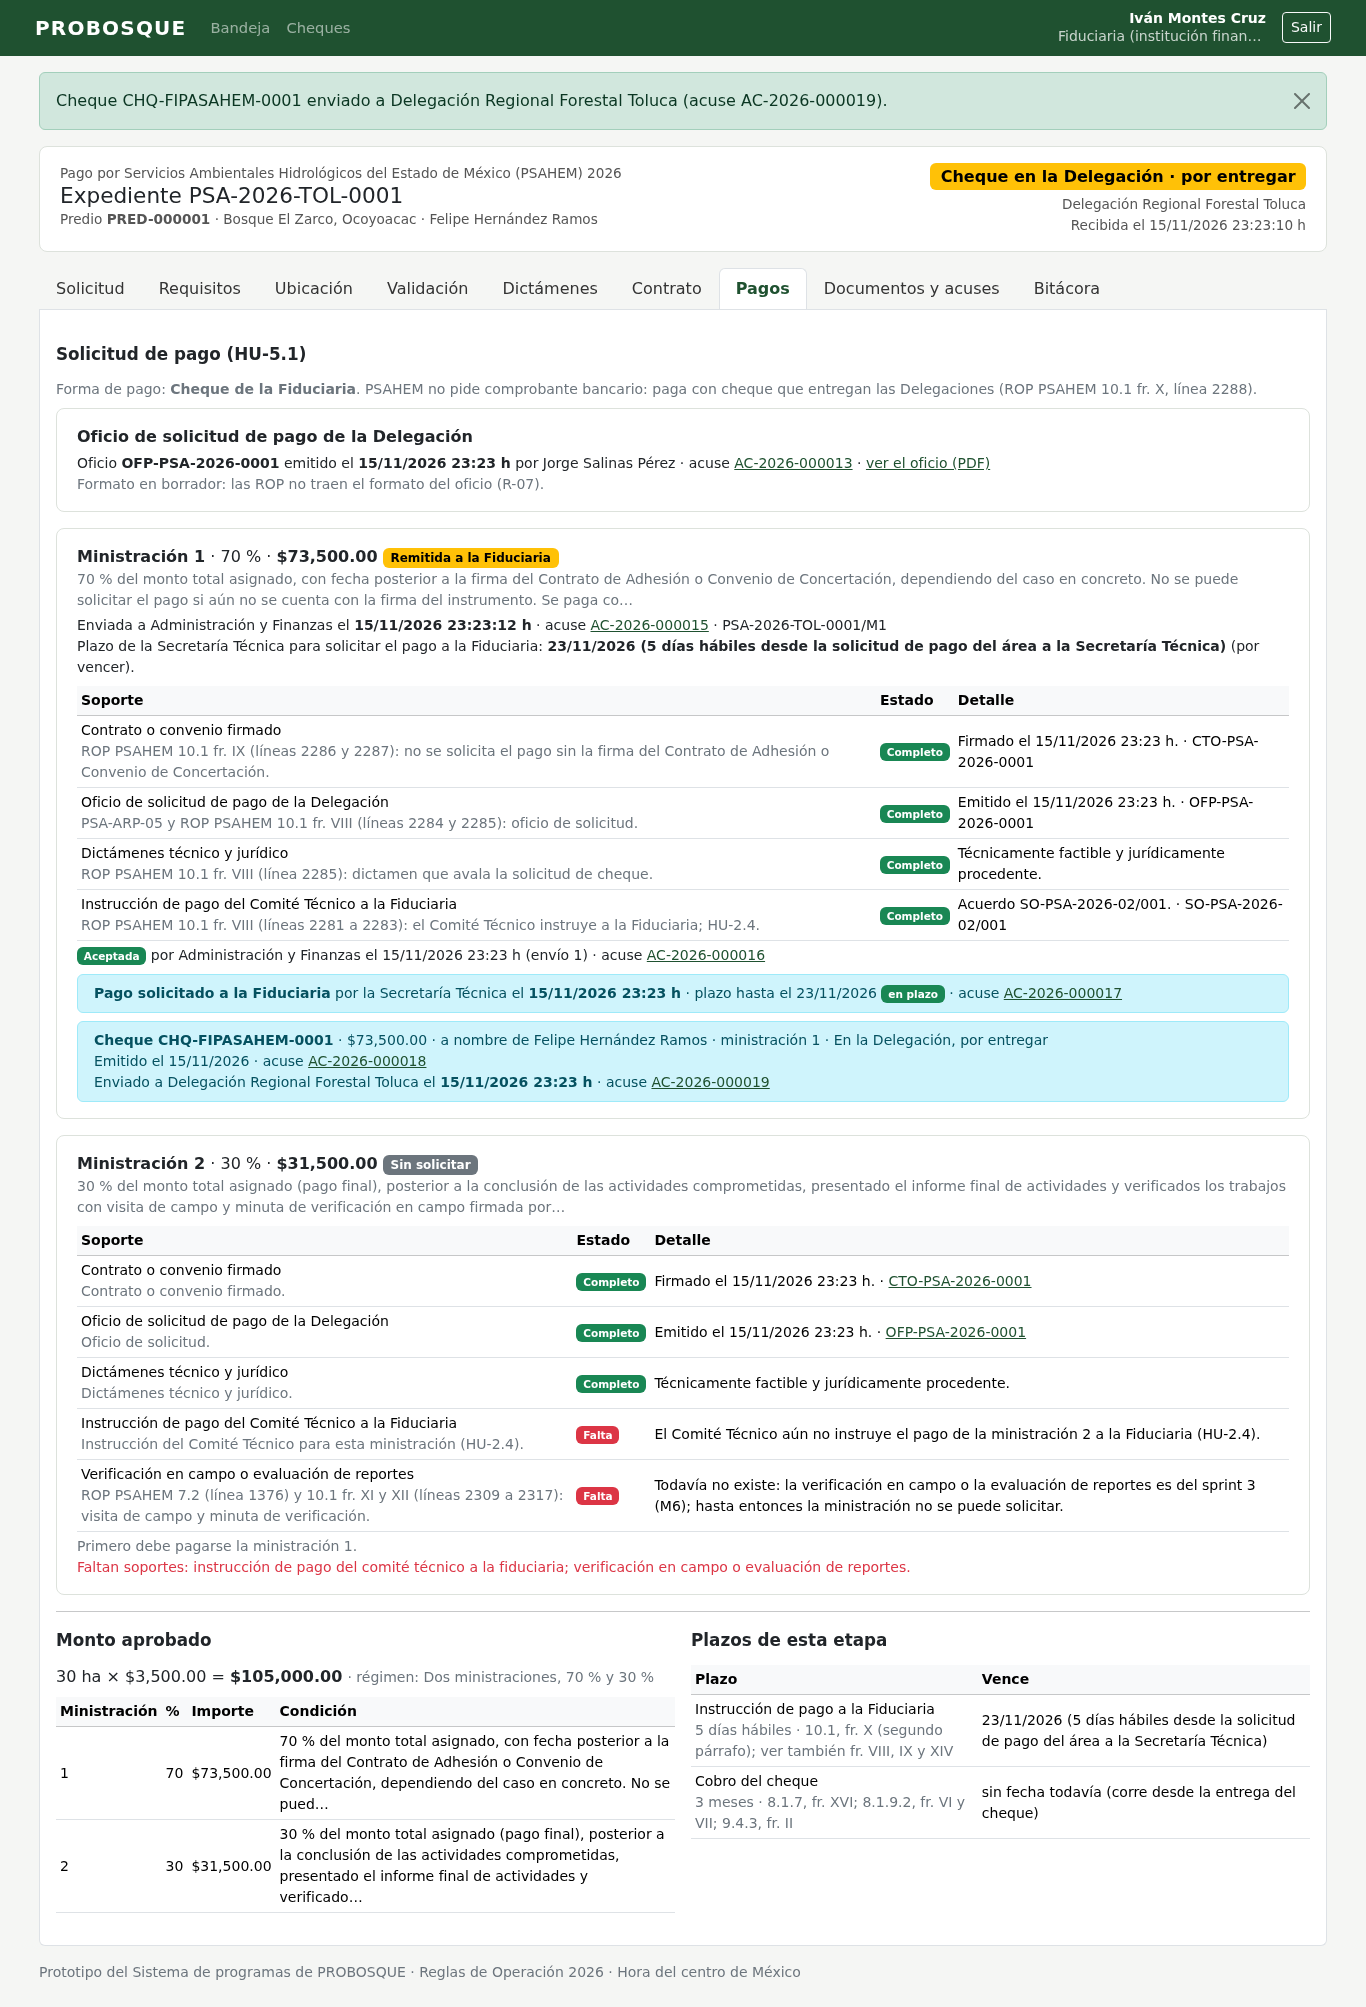 PROBOSQUE Bandeja Cheques
Iván Montes Cruz
Fiduciaria (institución finan…
Salir
Cheque CHQ-FIPASAHEM-0001 enviado a Delegación Regional Forestal Toluca (acuse AC-2026-000019).
Pago por Servicios Ambientales Hidrológicos del Estado de México (PSAHEM) 2026
Expediente PSA-2026-TOL-0001
Predio PRED-000001 · Bosque El Zarco, Ocoyoacac · Felipe Hernández Ramos
Cheque en la Delegación · por entregar
Delegación Regional Forestal Toluca
Recibida el 15/11/2026 23:23:10 h
Solicitud Requisitos Ubicación Validación Dictámenes Contrato Pagos Documentos y acuses Bitácora
Solicitud de pago (HU-5.1)
Forma de pago: Cheque de la Fiduciaria. PSAHEM no pide comprobante bancario: paga con cheque que entregan las Delegaciones (ROP PSAHEM 10.1 fr. X, línea 2288).
Oficio de solicitud de pago de la Delegación
Oficio OFP-PSA-2026-0001 emitido el 15/11/2026 23:23 h por Jorge Salinas Pérez · acuse AC-2026-000013 · ver el oficio (PDF)
Formato en borrador: las ROP no traen el formato del oficio (R-07).
Ministración 1 · 70 % · $73,500.00 Remitida a la Fiduciaria
70 % del monto total asignado, con fecha posterior a la firma del Contrato de Adhesión o Convenio de Concertación, dependiendo del caso en concreto. No se puede
solicitar el pago si aún no se cuenta con la firma del instrumento. Se paga co…
Enviada a Administración y Finanzas el 15/11/2026 23:23:12 h · acuse AC-2026-000015 · PSA-2026-TOL-0001/M1
Plazo de la Secretaría Técnica para solicitar el pago a la Fiduciaria: 23/11/2026 (5 días hábiles desde la solicitud de pago del área a la Secretaría Técnica) (por
vencer).
Soporte Estado Detalle
Contrato o convenio firmado
ROP PSAHEM 10.1 fr. IX (líneas 2286 y 2287): no se solicita el pago sin la firma del Contrato de Adhesión o
Convenio de Concertación.
Completo
Firmado el 15/11/2026 23:23 h. · CTO-PSA-
2026-0001
Oficio de solicitud de pago de la Delegación
PSA-ARP-05 y ROP PSAHEM 10.1 fr. VIII (líneas 2284 y 2285): oficio de solicitud.
Completo
Emitido el 15/11/2026 23:23 h. · OFP-PSA-
2026-0001
Dictámenes técnico y jurídico
ROP PSAHEM 10.1 fr. VIII (línea 2285): dictamen que avala la solicitud de cheque.
Completo
Técnicamente factible y jurídicamente
procedente.
Instrucción de pago del Comité Técnico a la Fiduciaria
ROP PSAHEM 10.1 fr. VIII (líneas 2281 a 2283): el Comité Técnico instruye a la Fiduciaria; HU-2.4.
Completo
Acuerdo SO-PSA-2026-02/001. · SO-PSA-2026-
02/001
Aceptada por Administración y Finanzas el 15/11/2026 23:23 h (envío 1) · acuse AC-2026-000016
Pago solicitado a la Fiduciaria por la Secretaría Técnica el 15/11/2026 23:23 h · plazo hasta el 23/11/2026 en plazo · acuse AC-2026-000017
Cheque CHQ-FIPASAHEM-0001 · $73,500.00 · a nombre de Felipe Hernández Ramos · ministración 1 · En la Delegación, por entregar
Emitido el 15/11/2026 · acuse AC-2026-000018
Enviado a Delegación Regional Forestal Toluca el 15/11/2026 23:23 h · acuse AC-2026-000019
Ministración 2 · 30 % · $31,500.00 Sin solicitar
30 % del monto total asignado (pago final), posterior a la conclusión de las actividades comprometidas, presentado el informe final de actividades y verificados los trabajos
con visita de campo y minuta de verificación en campo firmada por…
Soporte Estado Detalle
Contrato o convenio firmado
Contrato o convenio firmado.
Completo
Firmado el 15/11/2026 23:23 h. · CTO-PSA-2026-0001
Oficio de solicitud de pago de la Delegación
Oficio de solicitud.
Completo
Emitido el 15/11/2026 23:23 h. · OFP-PSA-2026-0001
Dictámenes técnico y jurídico
Dictámenes técnico y jurídico.
Completo
Técnicamente factible y jurídicamente procedente.
Instrucción de pago del Comité Técnico a la Fiduciaria
Instrucción del Comité Técnico para esta ministración (HU-2.4).
Falta
El Comité Técnico aún no instruye el pago de la ministración 2 a la Fiduciaria (HU-2.4).
Verificación en campo o evaluación de reportes
ROP PSAHEM 7.2 (línea 1376) y 10.1 fr. XI y XII (líneas 2309 a 2317):
visita de campo y minuta de verificación.
Falta
Todavía no existe: la verificación en campo o la evaluación de reportes es del sprint 3
(M6); hasta entonces la ministración no se puede solicitar.
Primero debe pagarse la ministración 1.
Faltan soportes: instrucción de pago del comité técnico a la fiduciaria; verificación en campo o evaluación de reportes.
Monto aprobado
30 ha × $3,500.00 = $105,000.00 · régimen: Dos ministraciones, 70 % y 30 %
Ministración % Importe Condición
1 70 $73,500.00
70 % del monto total asignado, con fecha posterior a la
firma del Contrato de Adhesión o Convenio de
Concertación, dependiendo del caso en concreto. No se
pued…
2 30 $31,500.00
30 % del monto total asignado (pago final), posterior a
la conclusión de las actividades comprometidas,
presentado el informe final de actividades y
verificado…
Plazos de esta etapa
Plazo Vence
Instrucción de pago a la Fiduciaria
5 días hábiles · 10.1, fr. X (segundo
párrafo); ver también fr. VIII, IX y XIV
23/11/2026 (5 días hábiles desde la solicitud
de pago del área a la Secretaría Técnica)
Cobro del cheque
3 meses · 8.1.7, fr. XVI; 8.1.9.2, fr. VI y
VII; 9.4.3, fr. II
sin fecha todavía (corre desde la entrega del
cheque)
Prototipo del Sistema de programas de PROBOSQUE · Reglas de Operación 2026 · Hora del centro de México